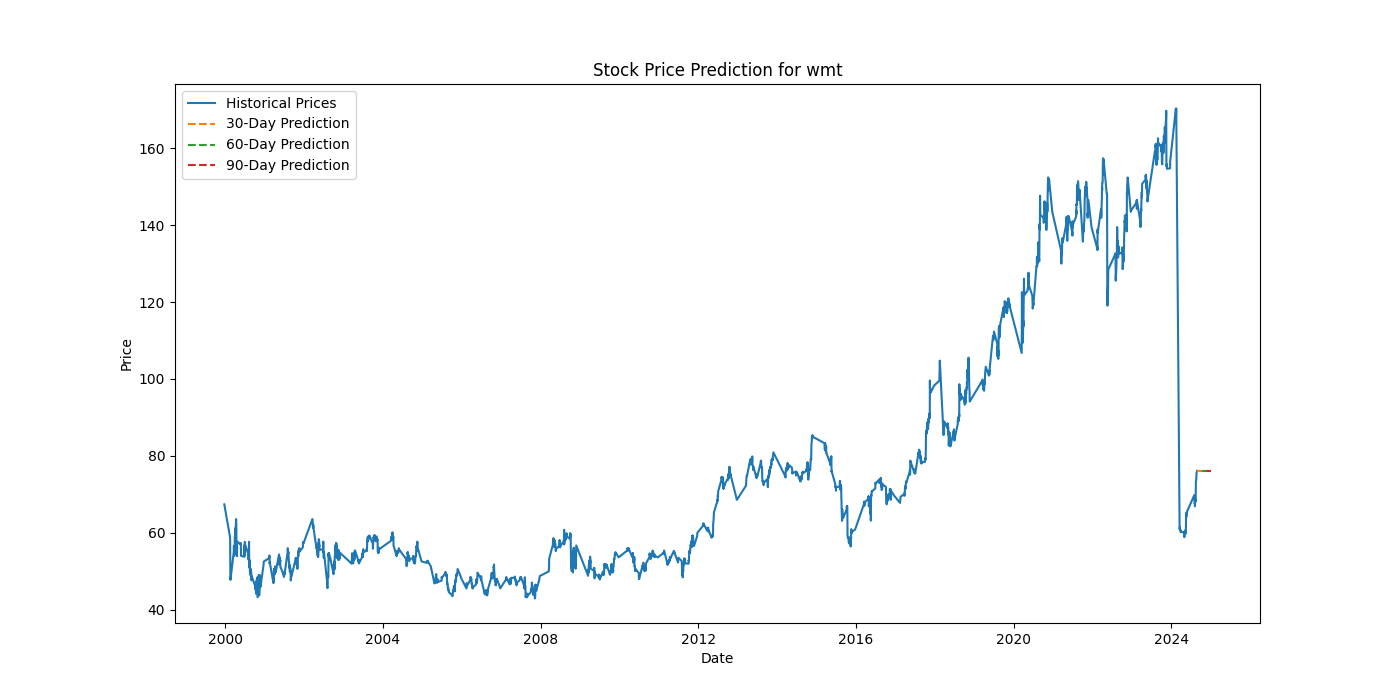 Stock Price Prediction for wmt
Historical Prices
30-Day Prediction
60-Day Prediction
90-Day Prediction
160
140
120
100
80
60
40
Price
2000 2004 2008 2012 2016 2020 2024
Date